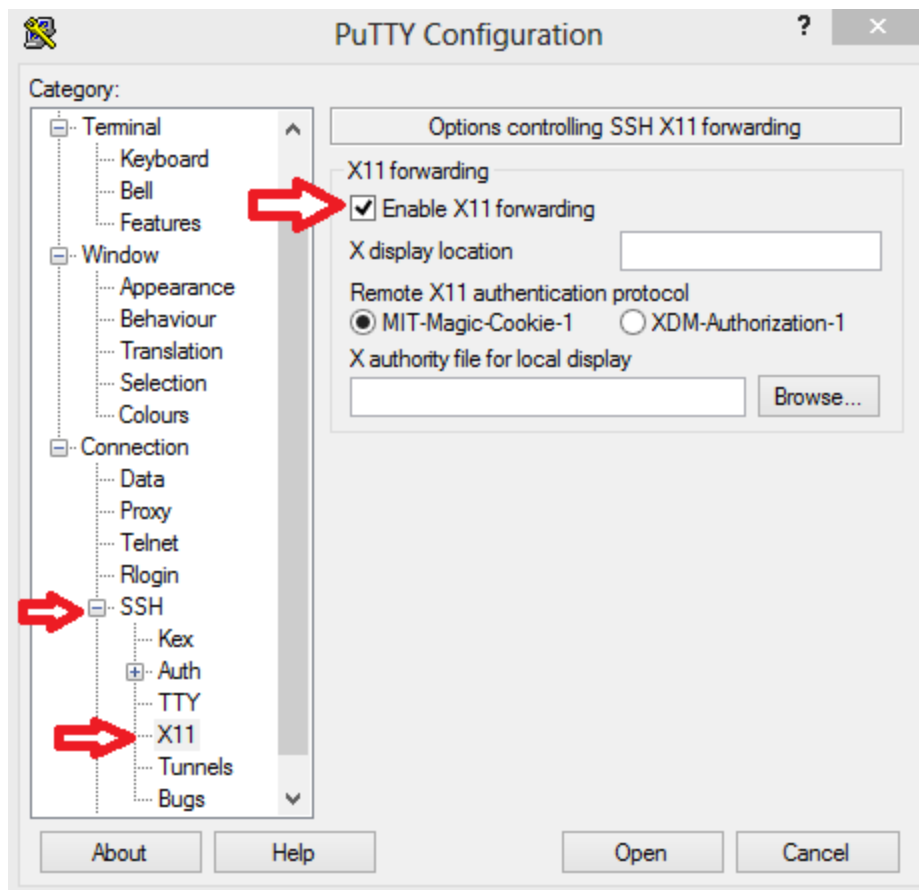 PuTTY Configuration
?
Category:
Terminal
Keyboard
Bell
Features
Window
Appearance
Behaviour
Translation
Selection
Colours
Connection
Data
Proxy
Telnet
Rlogin
SSH
Kex
Auth
TTY
X11
Tunnels
Bugs
Options controlling SSH X11 forwarding
X11 forwarding
Enable X11 forwarding
X display location
Remote X11 authentication protocol
MIT-Magic-Cookie-1 XDM-Authorization-1
X authority file for local display
Browse...
About Help Open Cancel